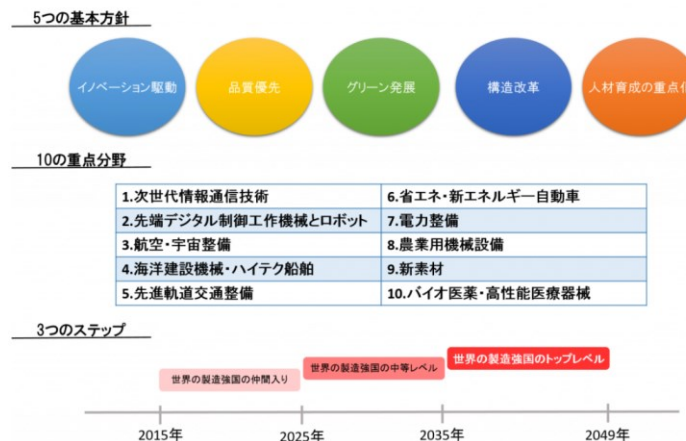 5つの基本方針
イノベーション駆動
品質優先
グリーン発展
構造改革
人材育成の重点化
10の重点分野
1.次世代情報通信技術
6.省エネ・新エネルギー自動車
2.先端デジタル制御工作機械とロボット
7.電力整備
3.航空・宇宙整備
8.農業用機械設備
4.海洋建設機械・ハイテク船舶
9.新素材
5.先進軌道交通整備
10.バイオ医薬・高性能医療器械
3つのステップ
世界の製造強国の仲間入り
世界の製造強国の中等レベル
世界の製造強国のトップレベル
2015年
2025年
2035年
2049年